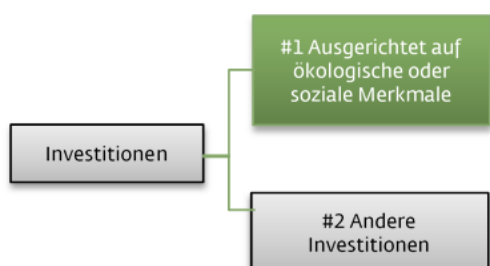 #1 Ausgerichtet auf
ökologische oder
soziale Merkmale
Investitionen
#2 Andere
Investitionen